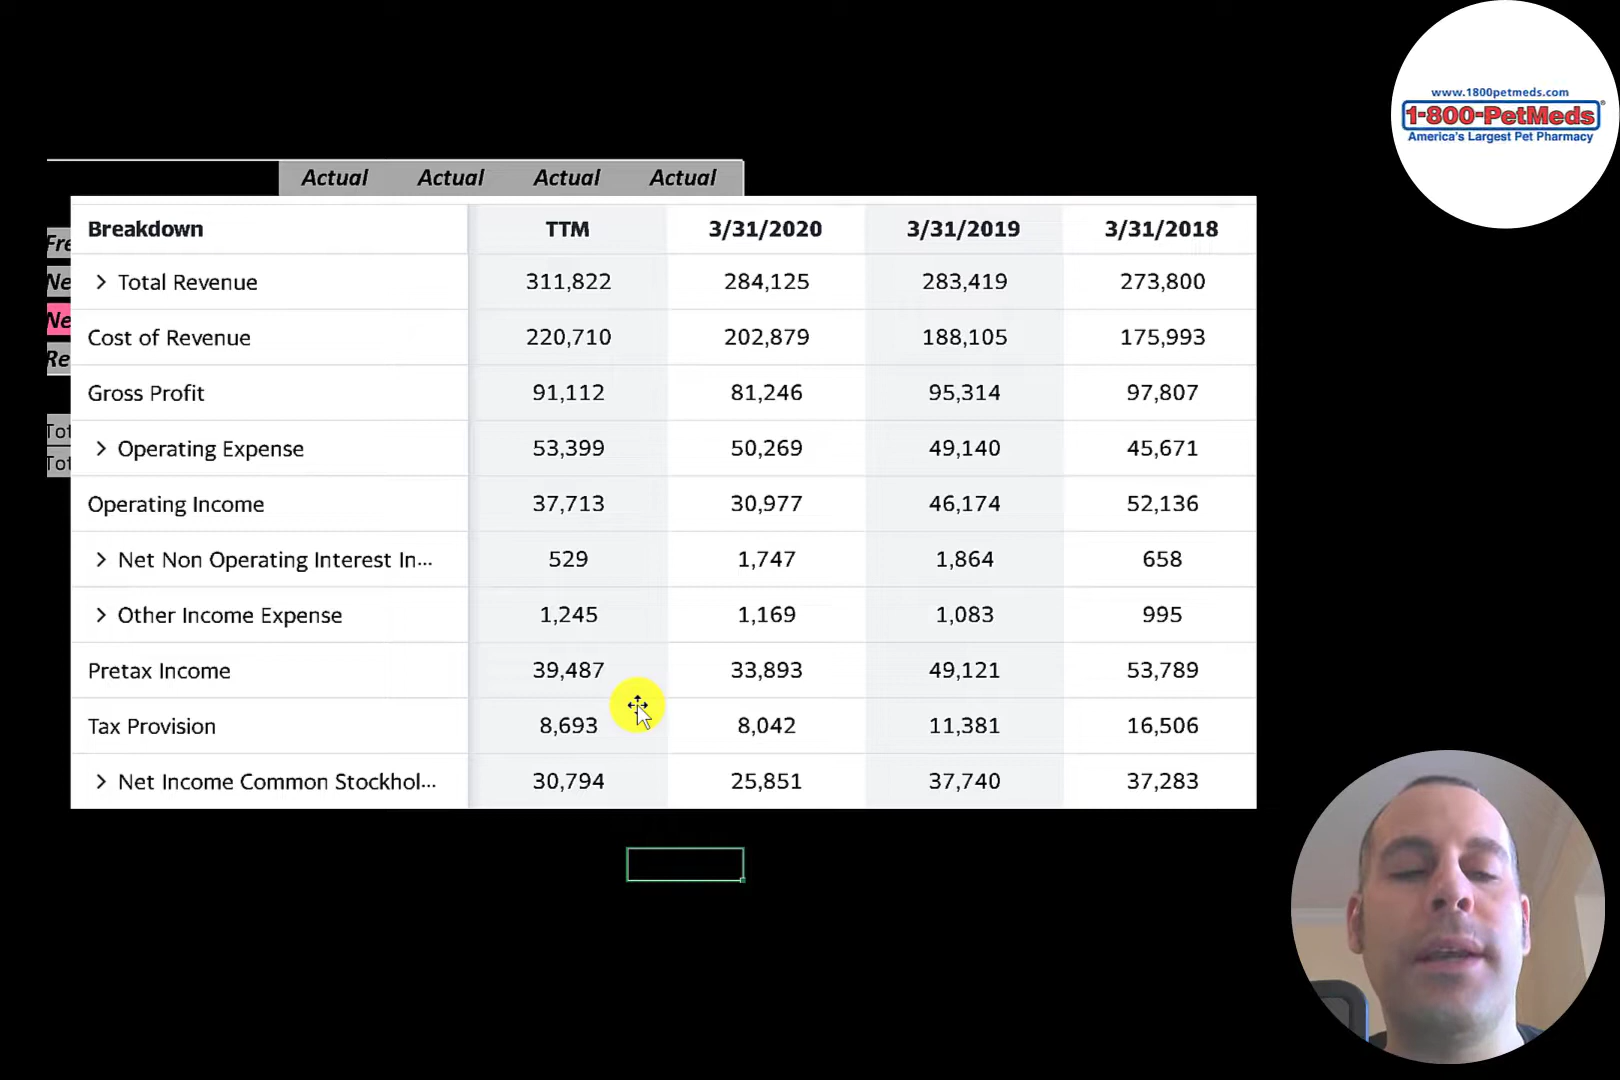 www.1800petmeds.com
1-800-PetMeds®
America's Largest Pet Pharmacy
Actual Actual Actual Actual
Breakdown TTM 3/31/2020 3/31/2019 3/31/2018
Fre
> Total Revenue 311,822 284,125 283,419 273,800
Ne
Ne
Cost of Revenue 220,710 202,879 188,105 175,993
Re
Gross Profit 91,112 81,246 95,314 97,807
Tot
> Operating Expense 53,399 50,269 49,140 45,671
Tot
Operating Income 37,713 30,977 46,174 52,136
> Net Non Operating Interest In... 529 1,747 1,864 658
> Other Income Expense 1,245 1,169 1,083 995
Pretax Income 39,487 33,893 49,121 53,789
Tax Provision 8,693 8,042 11,381 16,506
> Net Income Common Stockhol... 30,794 25,851 37,740 37,283